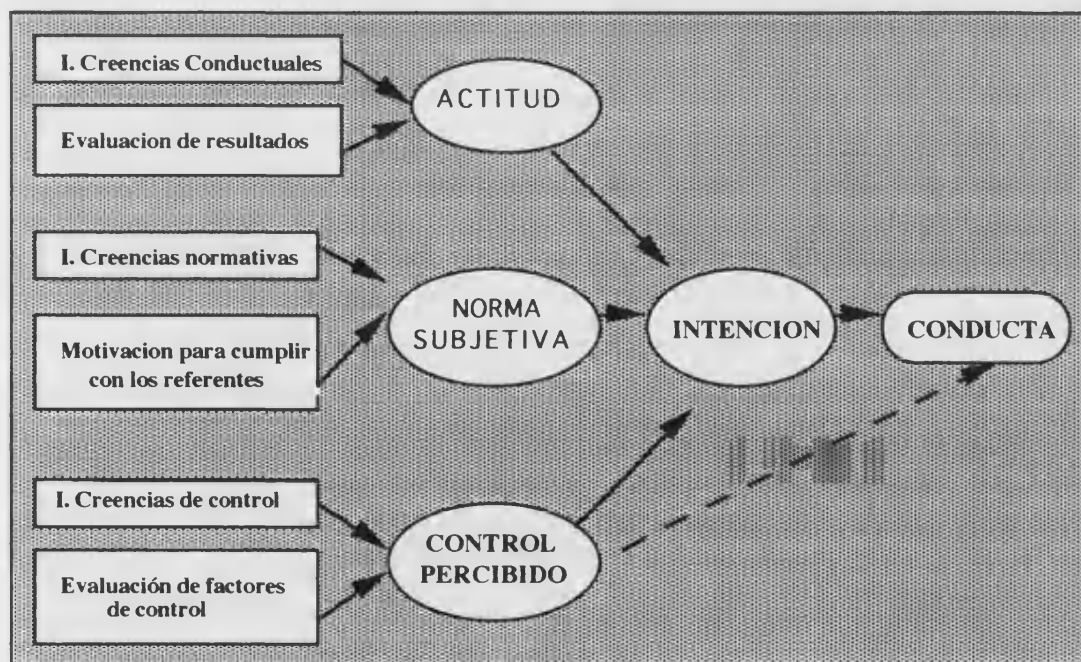 I. Creencias Conductuales
Evaluacion de resultados
ACTITUD
I. Creencias normativas
Motivacion para cumplir
con los referentes
NORMA
SUBJETIVA
INTENCION
CONDUCTA
I. Creencias de control
Evaluación de factores
de control
CONTROL
PERCIBIDO